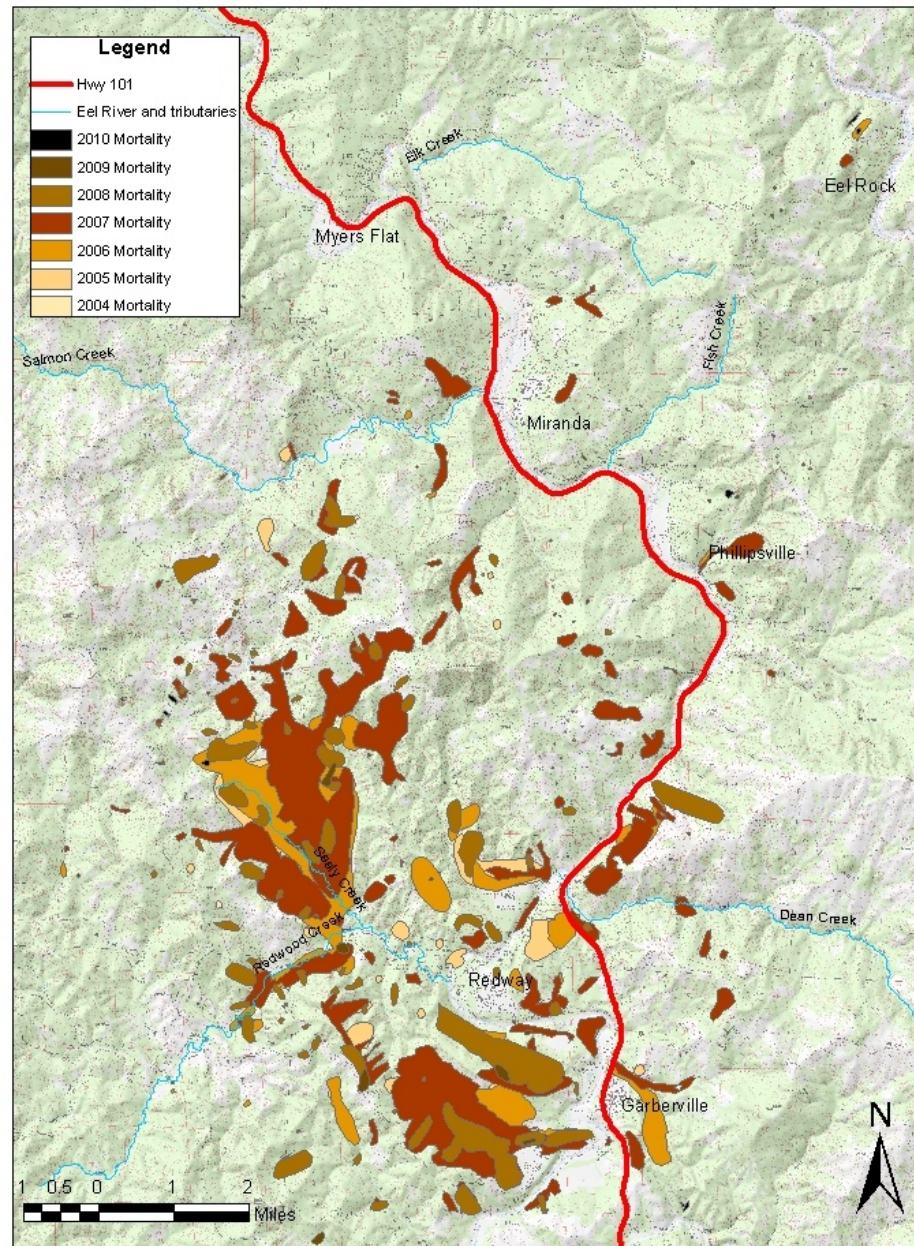 Legend
Hwy 101
Eel River and tributaries
2010 Mortality
2009 Mortality
2008 Mortality
2007 Mortality
2006 Mortality
2005 Mortality
2004 Mortality
Elk Creek
Eel Rock
Myers Flat
Fish Creek
Salmon Creek
Miranda
Phillipsville
Seely Creek
Dean Creek
Redwood Creek
Redway
Garberville
N
1 0.5 0 1 2
Miles